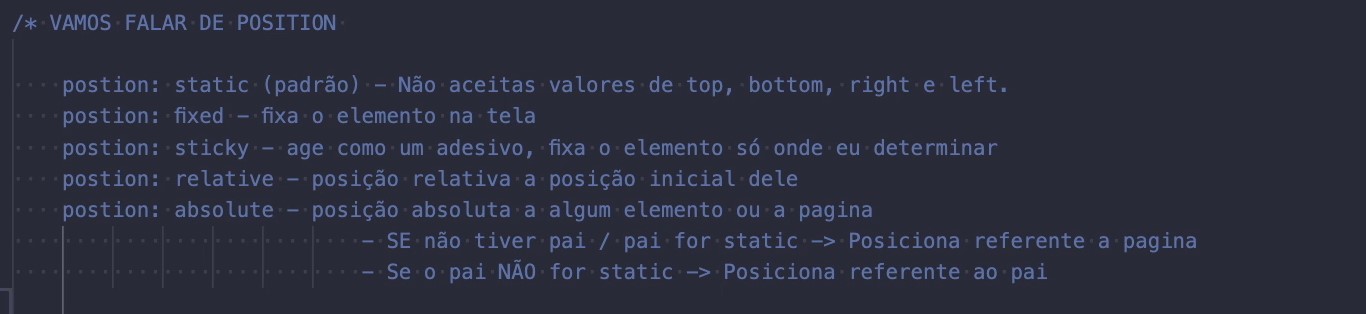 /* VAMOS FALAR DE POSITION
postion: static (padrão) - Não aceitas valores de top, bottom, right e left.
postion: fixed - fixa o elemento na tela
postion: sticky - age como um adesivo, fixa o elemento só onde eu determinar
postion: relative - posição relativa a posição inicial dele
postion: absolute - posição absoluta a algum elemento ou a pagina
- SE não tiver pai / pai for static -> Posiciona referente a pagina
- Se o pai NÃO for static -> Posiciona referente ao pai